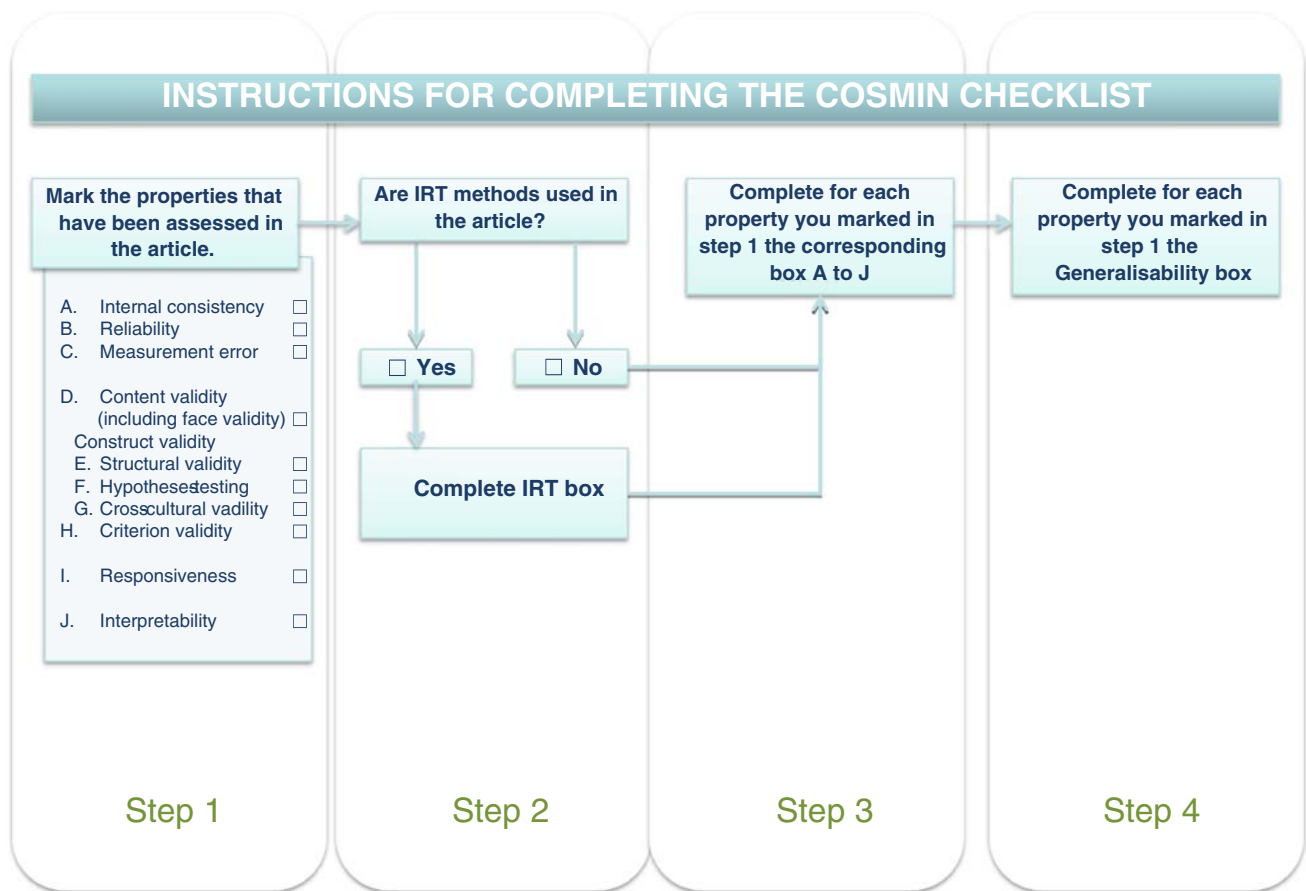 INSTRUCTIONS FOR COMPLETING THE COSMIN CHECKLIST
Mark the properties that
have been assessed in
the article.
A. Internal consistency □
B. Reliability □
C. Measurement error □
D. Content validity
(including face validity) □
Construct validity
E. Structural validity □
F. Hypothesestesting □
G. Crosscultural vadility □
H. Criterion validity □
I. Responsiveness □
J. Interpretability □
Step 1
Are IRT methods used in
the article?
□ Yes
□ No
Complete IRT box
Step 2
Complete for each
property you marked in
step 1 the corresponding
box A to J
Step 3
Complete for each
property you marked in
step 1 the
Generalisability box
Step 4